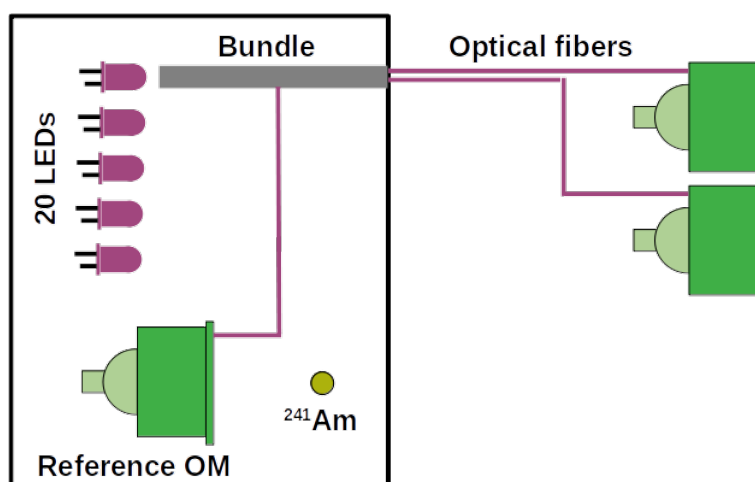 Bundle
Optical fibers
20 LEDs
²⁴¹Am
Reference OM